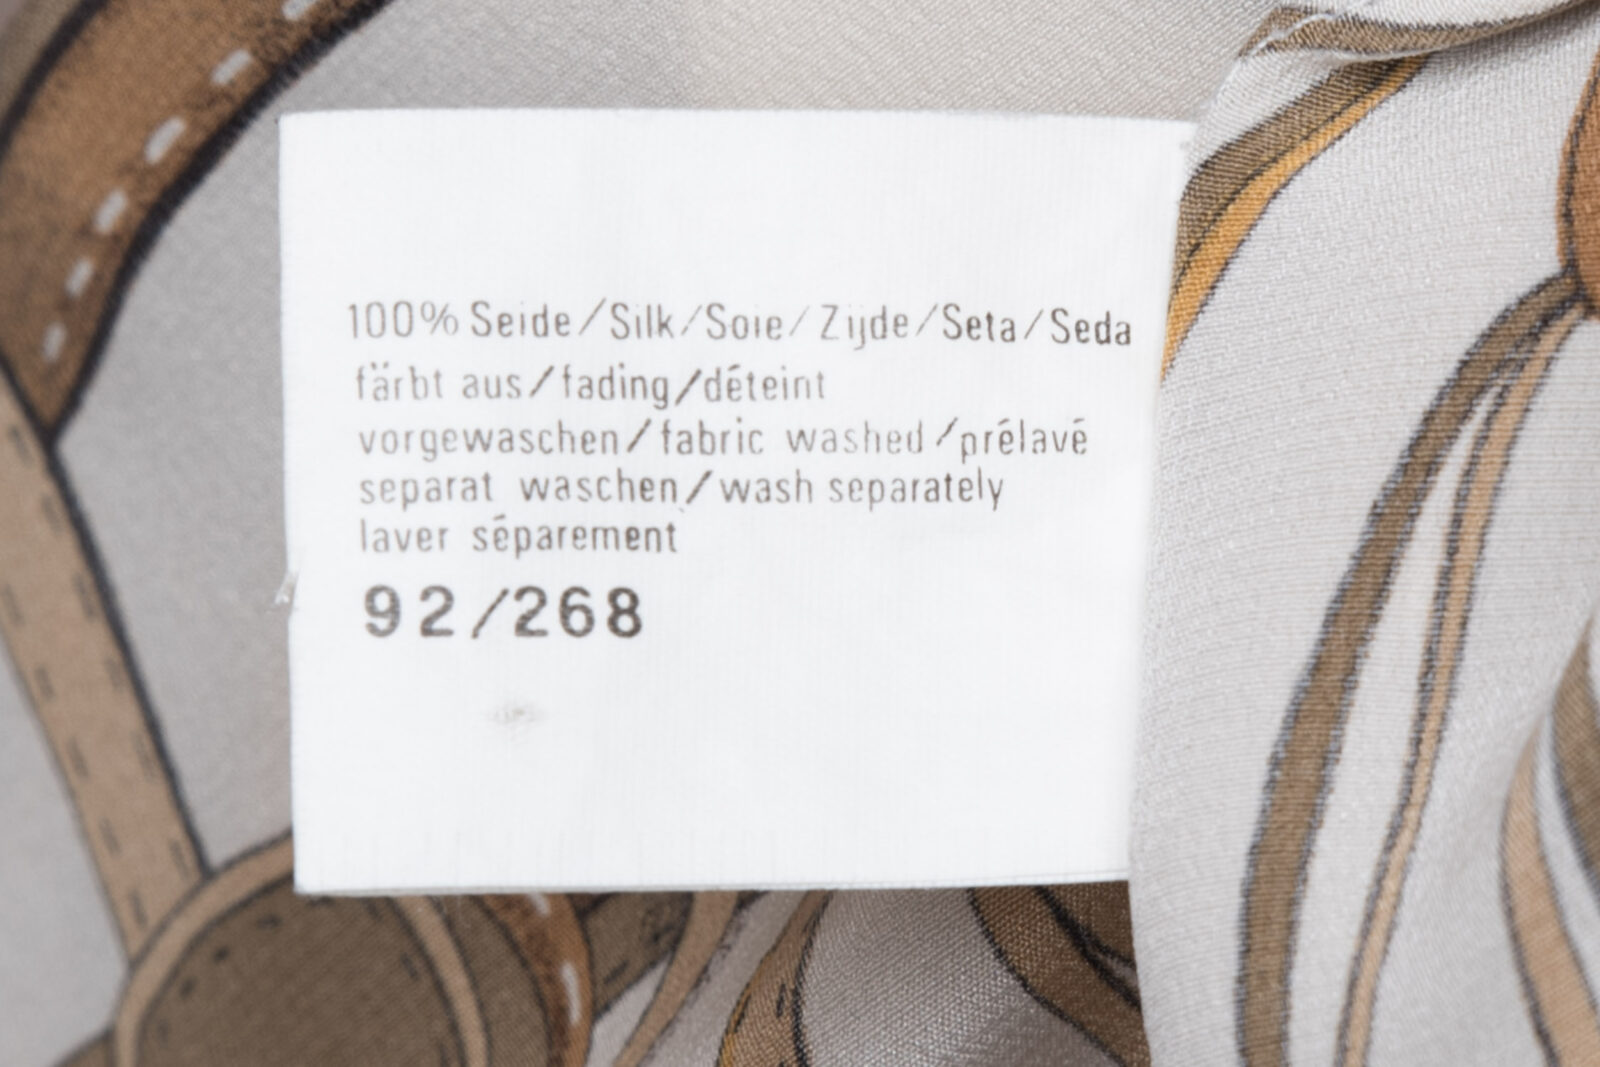 100% Seide/Silk/Soie/Zijde/Seta/Seda
färbt aus/fading/déteint
vorgewaschen/fabric washed/prélavé
separat waschen/wash separately
laver séparement
92/268